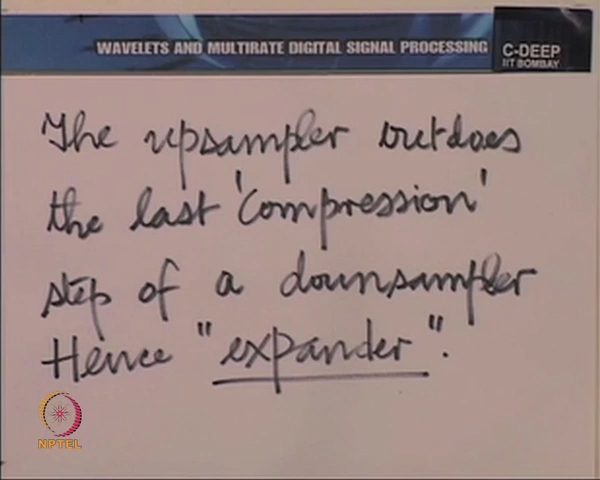 WAVELETS AND MULTIRATE DIGITAL SIGNAL PROCESSING
C-DEEP
IIT BOMBAY
The upsampler outdoes
the last 'compression'
step of a downsampler
Hence "expander".
NPTEL